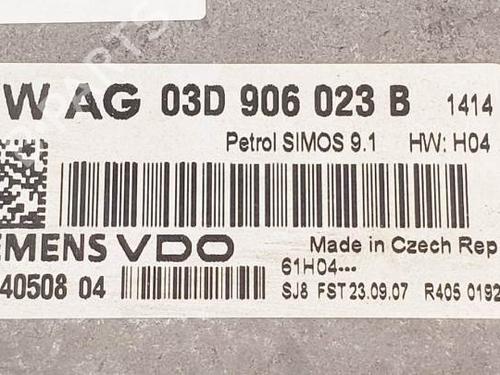 W AG 03D 906 023 B 1414
Petrol SIMOS 9.1 HW: H04
EMENS VDO
Made in Czech Rep
61H04---
40508 04
SJ8 FST 23.09.07 R405 0192